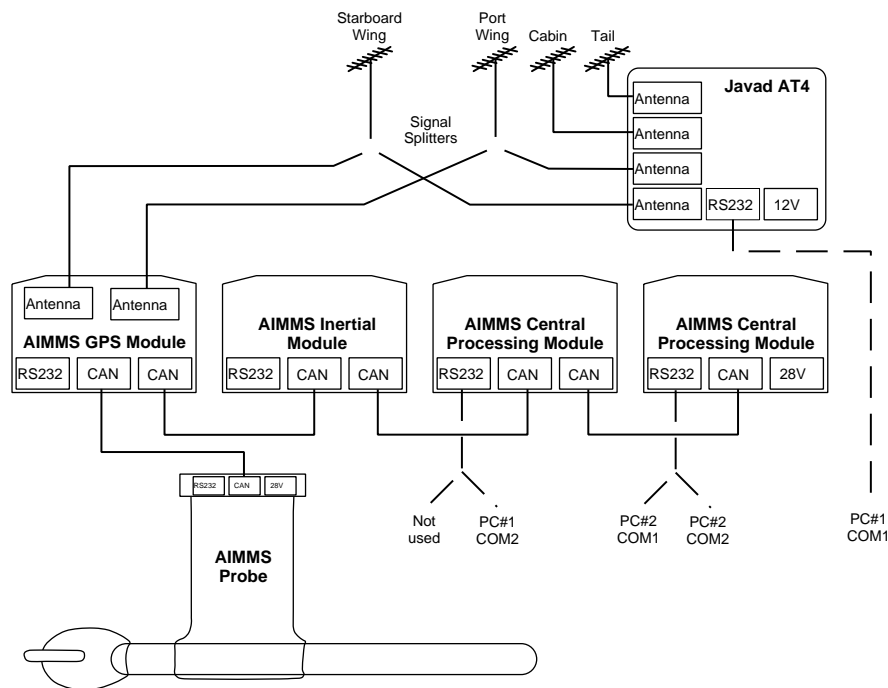 Starboard
Wing
Port
Wing
Cabin
Tail
Javad AT4
Antenna
Antenna
Antenna
Antenna
RS232
12V
Signal
Splitters
Antenna
Antenna
AIMMS GPS Module
RS232
CAN
CAN
AIMMS Inertial
Module
RS232
CAN
CAN
AIMMS Central
Processing Module
RS232
CAN
CAN
AIMMS Central
Processing Module
RS232
CAN
28V
RS232
CAN
28V
AIMMS
Probe
Not
used
PC#1
COM2
PC#2
COM1
PC#2
COM2
PC#1
COM1